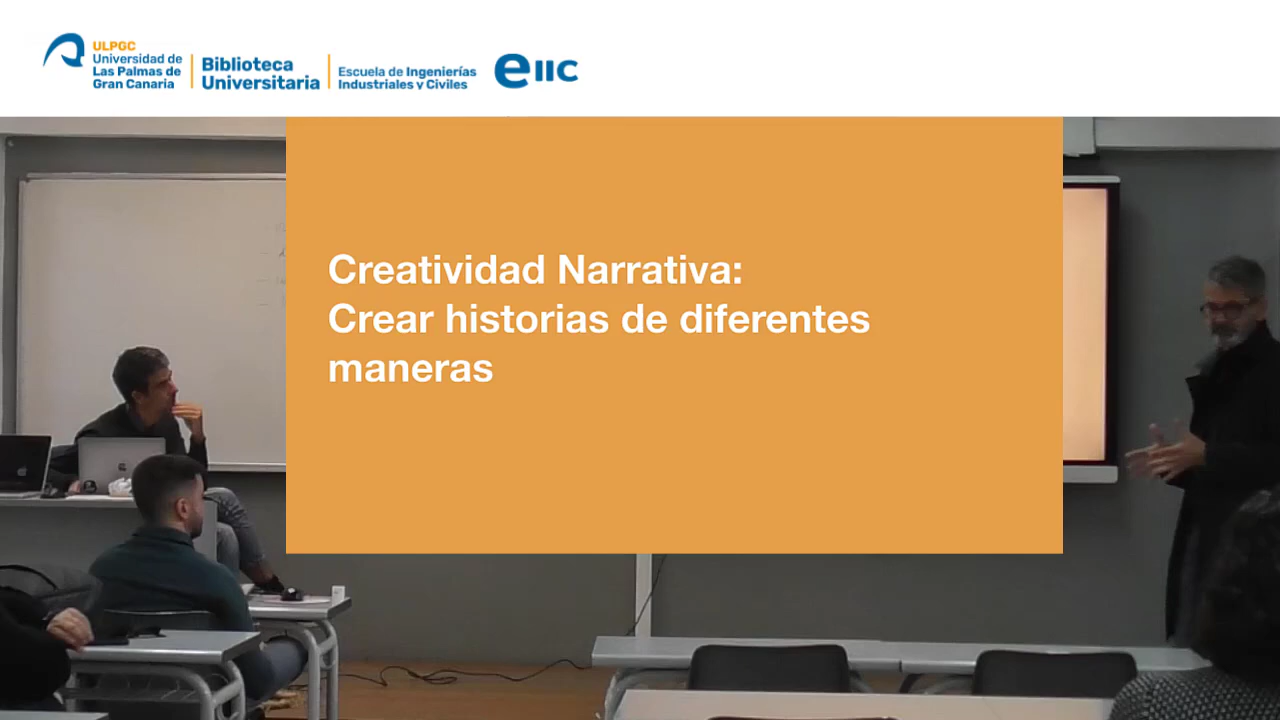 ULPGC
Universidad de
Las Palmas de
Gran Canaria
Biblioteca
Universitaria
Escuela de Ingenierías
Industriales y Civiles
eiic
Creatividad Narrativa:
Crear historias de diferentes
maneras